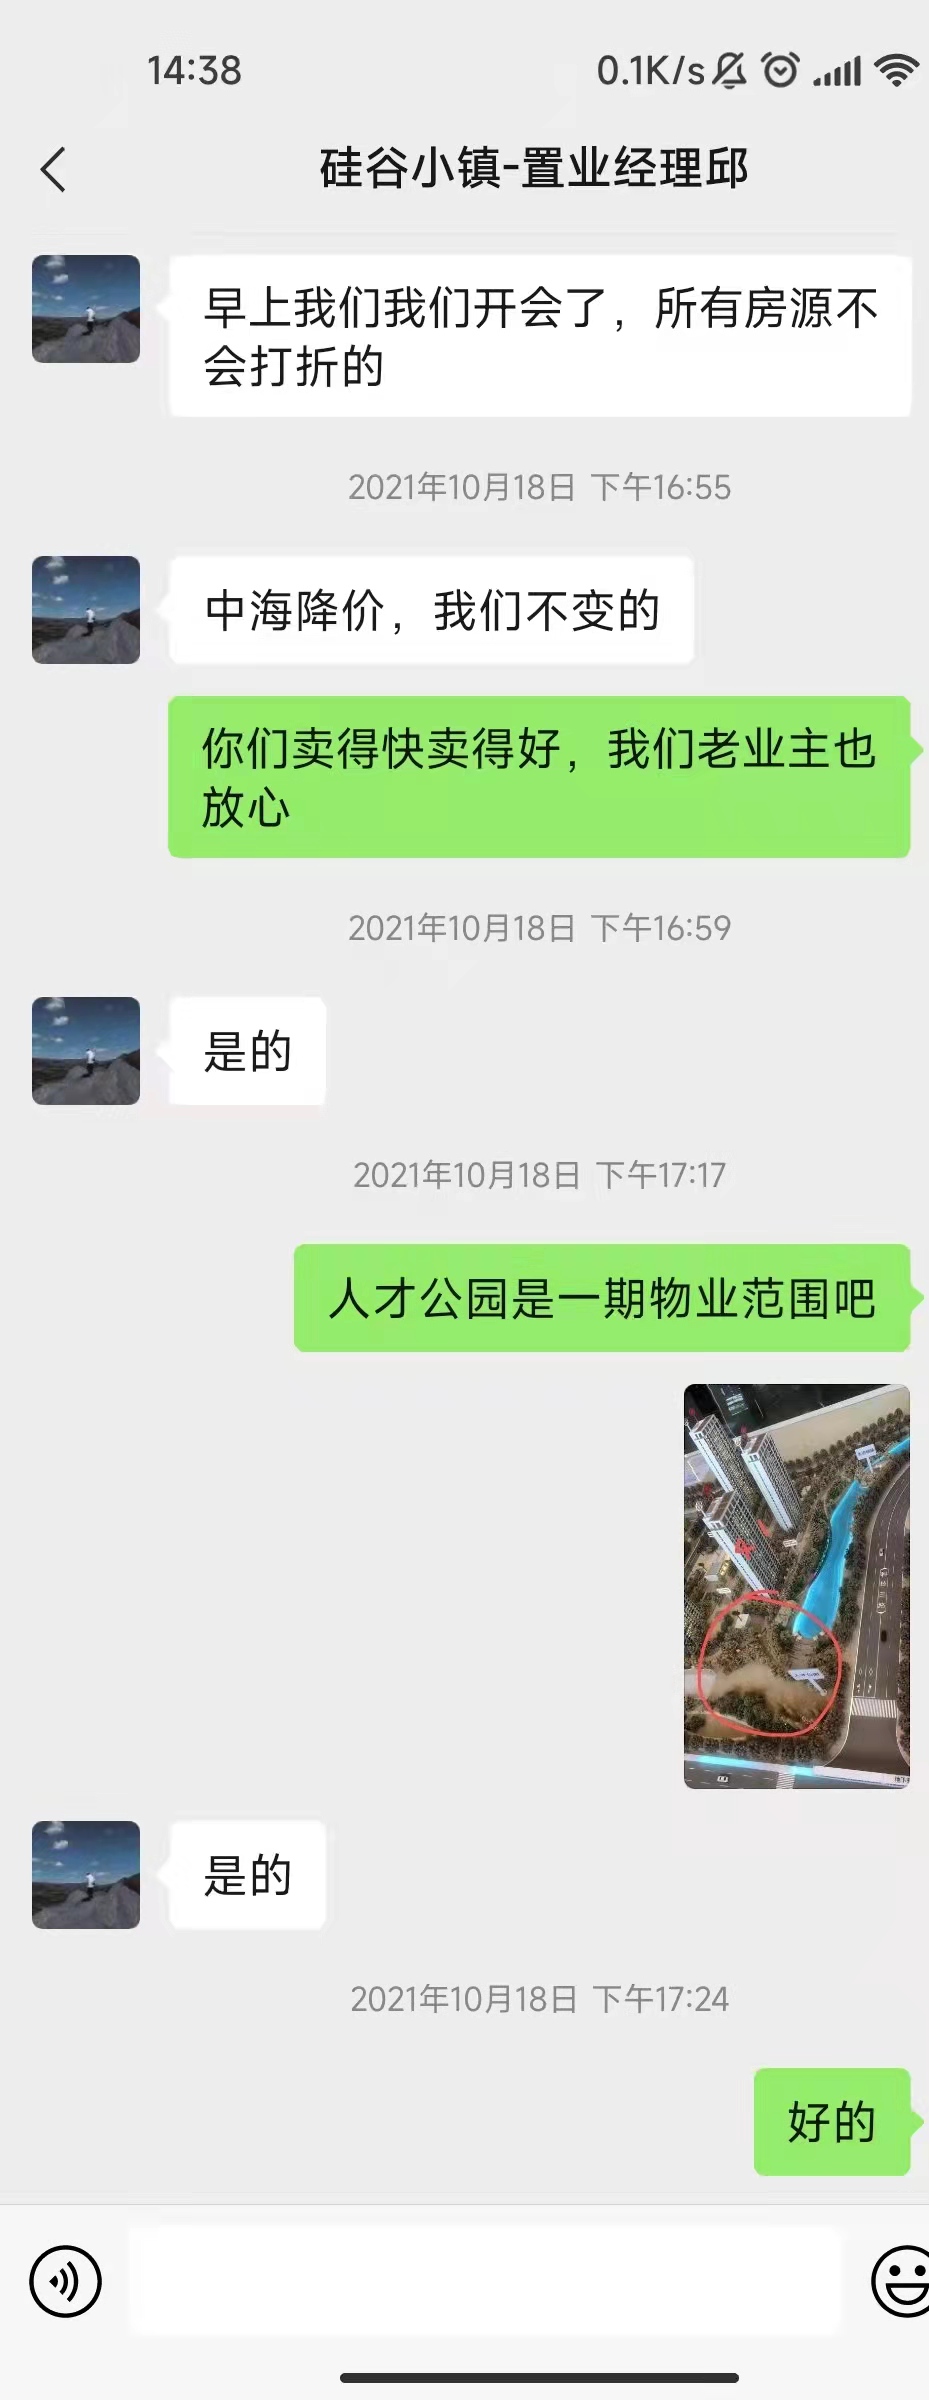 14:38
0.1K/s
硅谷小镇-置业经理邱
早上我们我们开会了，所有房源不
会打折的
2021年10月18日 下午16:55
中海降价，我们不变的
你们卖得快卖得好，我们老业主也
放心
2021年10月18日 下午16:59
是的
2021年10月18日 下午17:17
人才公园是一期物业范围吧
是的
2021年10月18日 下午17:24
好的